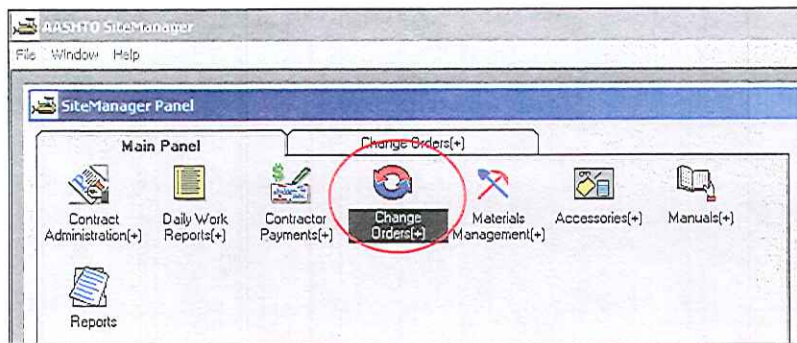 AASHTO SiteManager
File Window Help
SiteManager Panel
Main Panel
Change Orders(+)
Contract
Administration(+)
Daily Work
Reports(+)
Contractor
Payments(+)
Change
Orders(+)
Materials
Management(+)
Accessories(+)
Manuals(+)
Reports